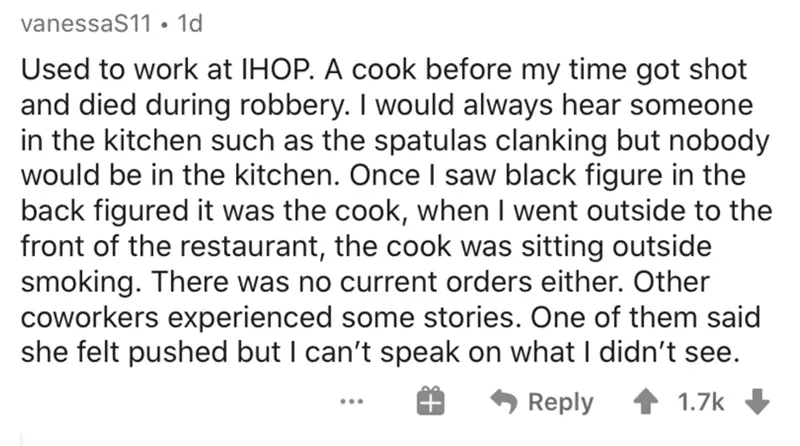 vanessaS11 • 1d
Used to work at IHOP. A cook before my time got shot
and died during robbery. I would always hear someone
in the kitchen such as the spatulas clanking but nobody
would be in the kitchen. Once I saw black figure in the
back figured it was the cook, when I went outside to the
front of the restaurant, the cook was sitting outside
smoking. There was no current orders either. Other
coworkers experienced some stories. One of them said
she felt pushed but I can’t speak on what I didn’t see.
... Reply 1.7k